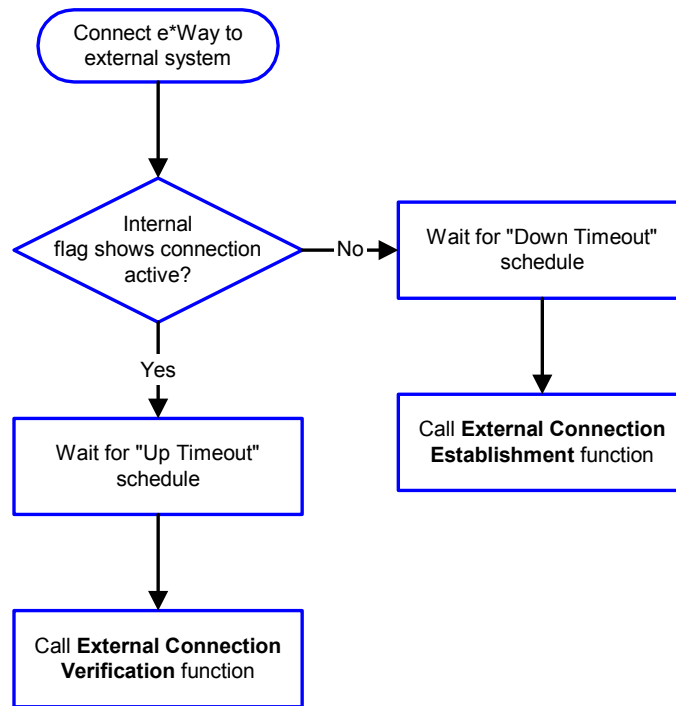 Connect e*Way to
external system
Internal
flag shows connection
active?
No
Wait for "Down Timeout"
schedule
Yes
Call External Connection
Establishment function
Wait for "Up Timeout"
schedule
Call External Connection
Verification function